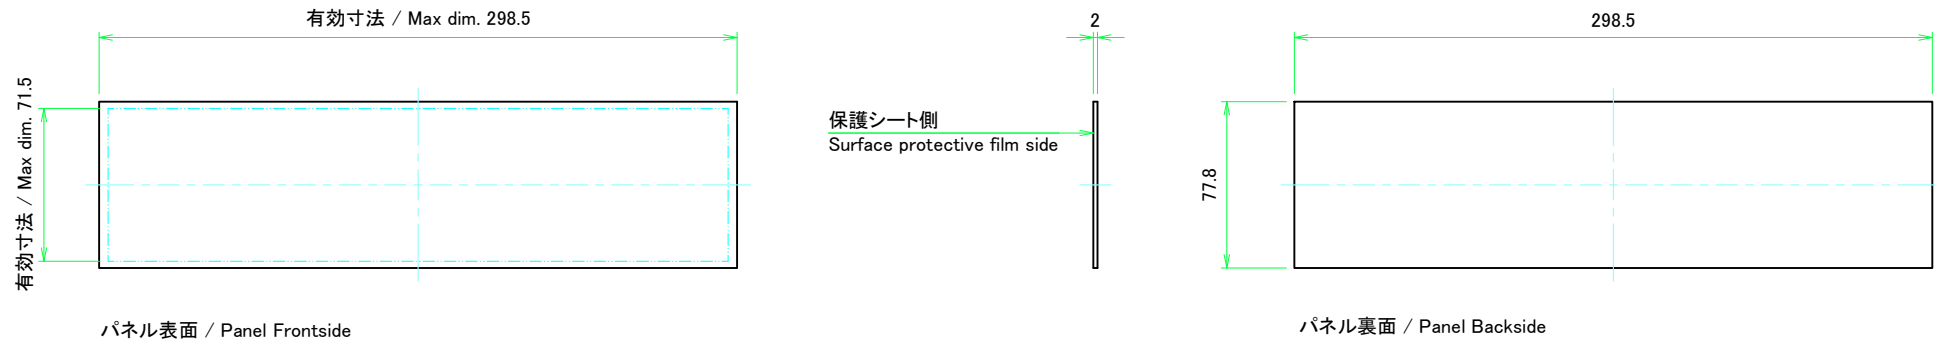 有効寸法 / Max dim. 298.5
有効寸法 / Max dim. 71.5
パネル表面 / Panel Frontside
2
保護シート側
Surface protective film side
298.5
77.8
パネル裏面 / Panel Backside